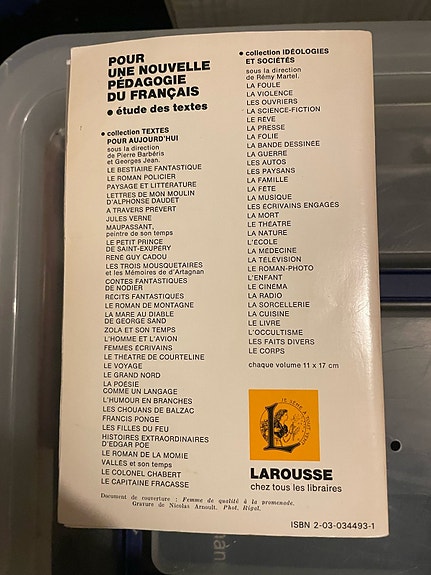 POUR
UNE NOUVELLE
PÉDAGOGIE
DU FRANÇAIS
● étude des textes
● collection TEXTES
POUR AUJOURD'HUI
sous la direction
de Pierre Barbéris
et Georges Jean.
LE BESTIAIRE FANTASTIQUE
LE ROMAN POLICIER
PAYSAGE ET LITTÉRATURE
LETTRES DE MON MOULIN
D'ALPHONSE DAUDET
A TRAVERS PRÉVERT
JULES VERNE
MAUPASSANT,
peintre de son temps
LE PETIT PRINCE
DE SAINT-EXUPÉRY
RENÉ GUY CADOU
LES TROIS MOUSQUETAIRES
et les Mémoires de d'Artagnan
CONTES FANTASTIQUES
DE NODIER
RÉCITS FANTASTIQUES
LE ROMAN DE MONTAGNE
LA MARE AU DIABLE
DE GEORGE SAND
ZOLA ET SON TEMPS
L'HOMME ET L'AVION
FEMMES ÉCRIVAINS
LE THÉATRE DE COURTELINE
LE VOYAGE
LE GRAND NORD
LA POÉSIE
COMME UN LANGAGE
L'HUMOUR EN BRANCHES
LES CHOUANS DE BALZAC
FRANCIS PONGE
LES FILLES DU FEU
HISTOIRES EXTRAORDINAIRES
D'EDGAR POE
LE ROMAN DE LA MOMIE
VALLÈS et son temps
LE COLONEL CHABERT
LE CAPITAINE FRACASSE
● collection IDÉOLOGIES
ET SOCIÉTÉS
sous la direction
de Rémy Martel.
LA FOULE
LA VIOLENCE
LES OUVRIERS
LA SCIENCE-FICTION
LE RÊVE
LA PRESSE
LA FOLIE
LA BANDE DESSINÉE
LA GUERRE
LES AUTOS
LES PAYSANS
LA FAMILLE
LA FÊTE
LA MUSIQUE
LES ÉCRIVAINS ENGAGÉS
LA MORT
LE THÉATRE
LA NATURE
L'ÉCOLE
LA MÉDECINE
LA TÉLÉVISION
LE ROMAN-PHOTO
L'ENFANT
LE CINÉMA
LA RADIO
LA SORCELLERIE
LA CUISINE
LE LIVRE
L'OCCULTISME
LES FAITS DIVERS
LE CORPS
chaque volume 11 x 17 cm
JE SÈME A TOUT VENT
L
LAROUSSE
chez tous les libraires
Document de couverture : Femme de qualité à la promenade.
Gravure de Nicolas Arnoult. Phot. Rigal.
ISBN 2-03-034493-1